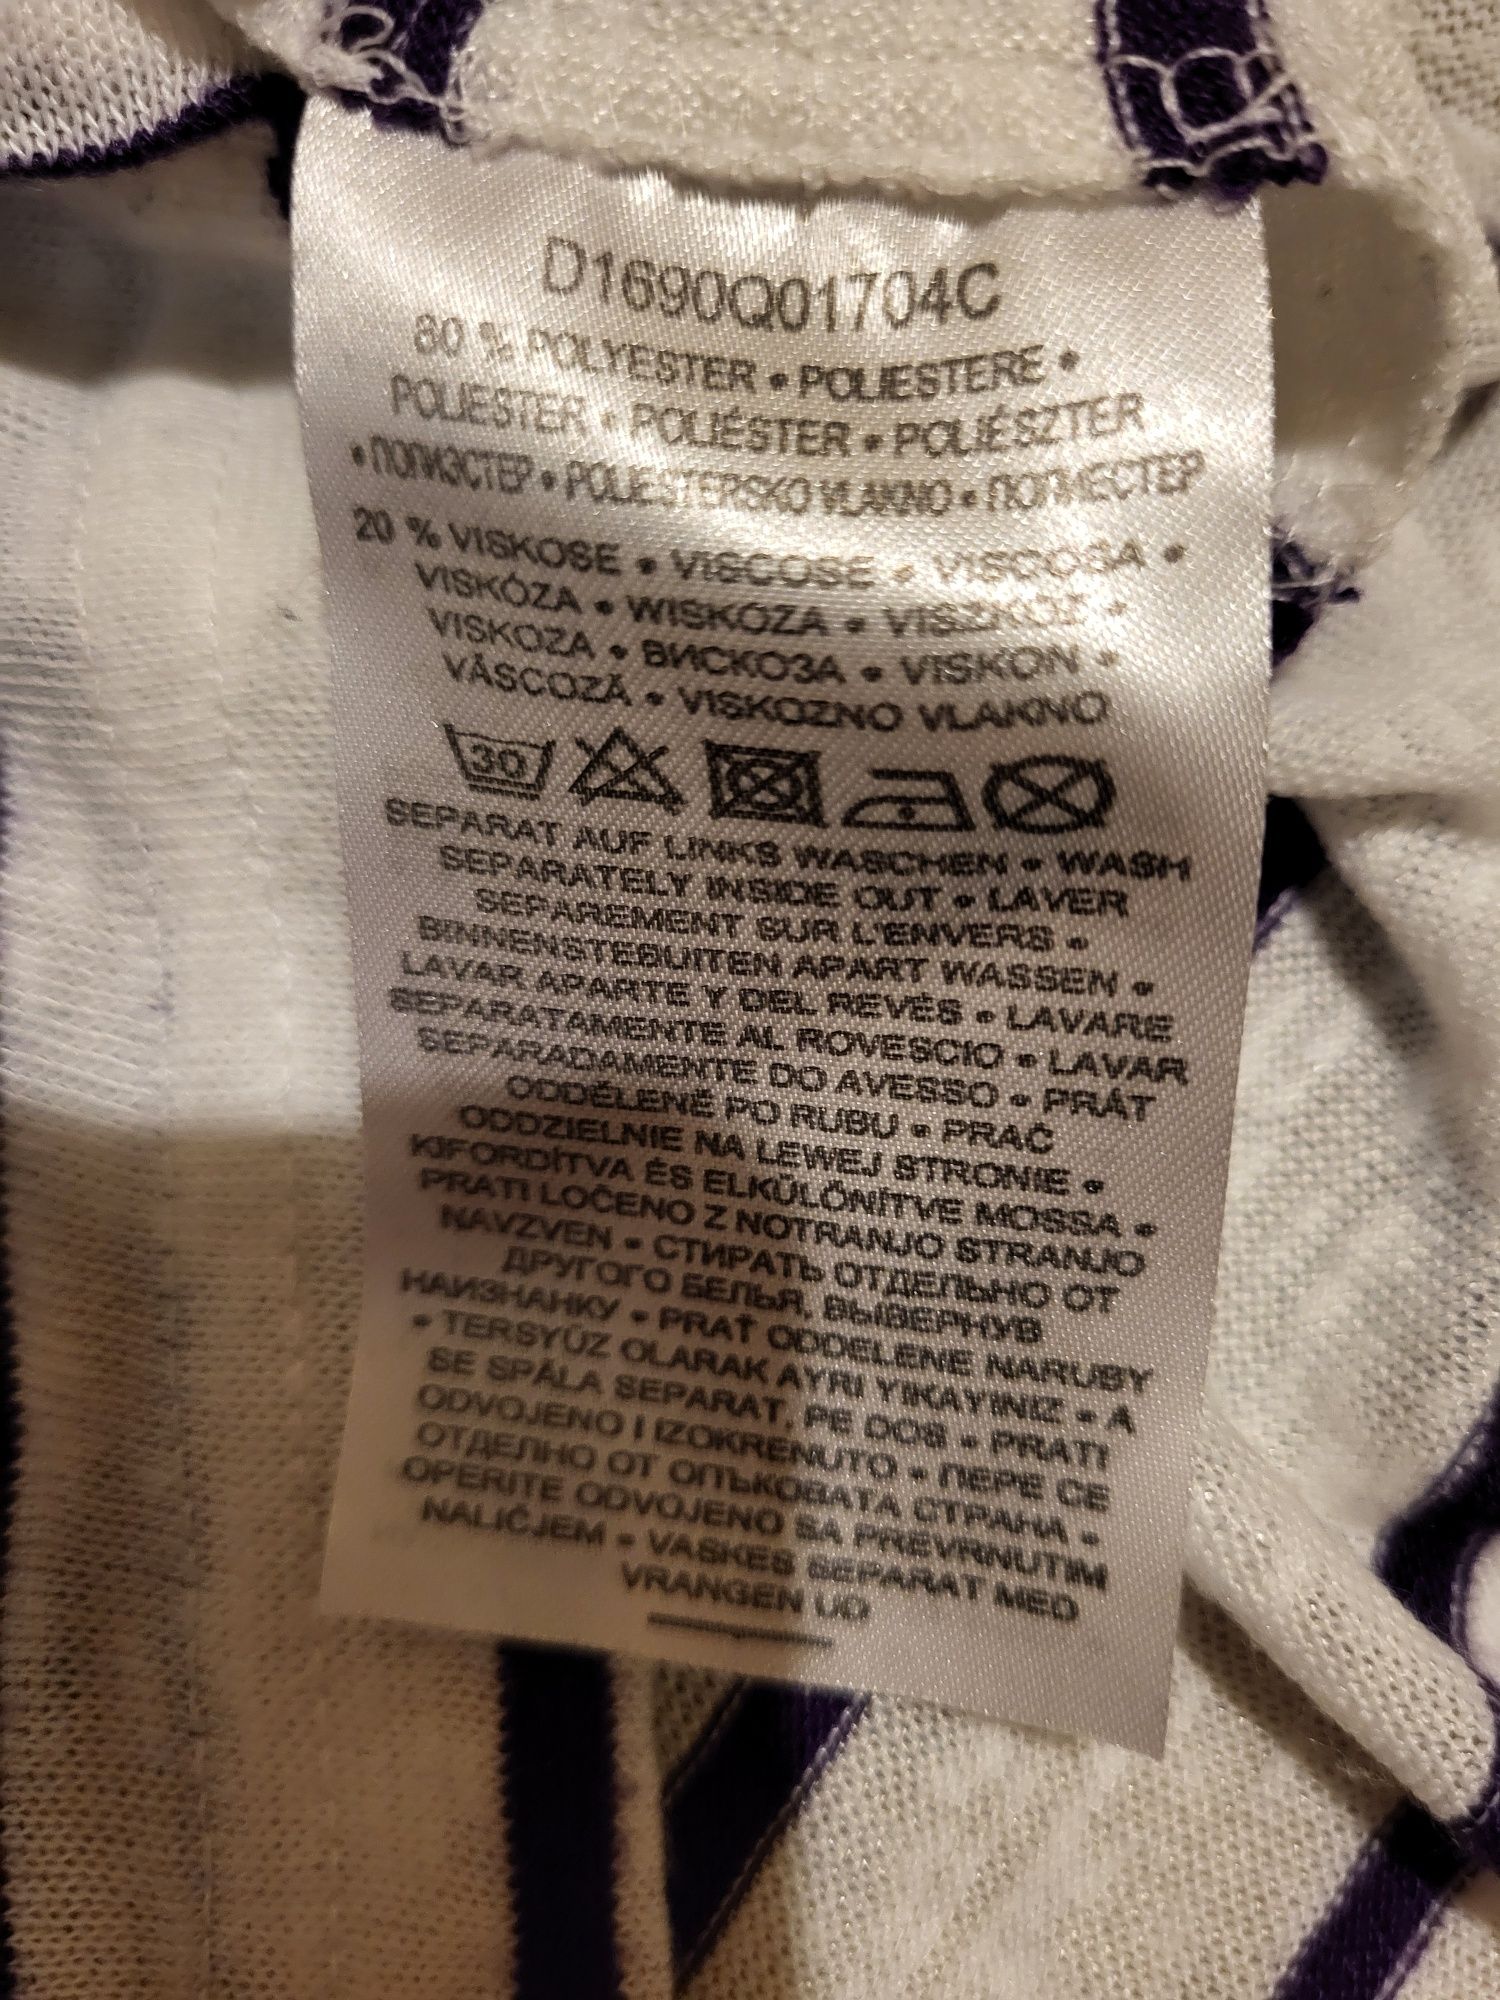 D1690Q01704C
80 % POLYESTER • POLIESTERE •
POLIESTER • POLIÉSTER • POLIÉSZTER
• ПОЛИЭСТЕР • POLIESTERSKO VLAKNO • ПОЛИЕСТЕР
20 % VISKOSE • VISCOSE • VISCOSA •
VISKÓZA • WISKOZA • VISZKÓZ •
VISKOZA • ВИСКОЗА • VISKON •
VÂSCOZĂ • VISKOZNO VLAKNO
30
SEPARAT AUF LINKS WASCHEN • WASH
SEPARATELY INSIDE OUT • LAVER
SEPAREMENT SUR L'ENVERS •
BINNENSTEBUITEN APART WASSEN •
LAVAR APARTE Y DEL REVÉS • LAVARE
SEPARATAMENTE AL ROVESCIO • LAVAR
SEPARADAMENTE DO AVESSO • PRÁT
ODDĚLENĚ PO RUBU • PRAĆ
ODDZIELNIE NA LEWEJ STRONIE •
KIFORDÍTVA ÉS ELKÜLÖNÍTVE MOSSA •
PRATI LOČENO Z NOTRANJO STRANJO
NAVZVEN • СТИРАТЬ ОТДЕЛЬНО ОТ
ДРУГОГО БЕЛЬЯ, ВЫВЕРНУВ
НАИЗНАНКУ • PRAŤ ODDELENE NARUBY
• TERSYÜZ OLARAK AYRI YIKAYINIZ • A
SE SPĂLA SEPARAT, PE DOS • PRATI
ODVOJENO I IZOKRENUTO • ПЕРЕ СЕ
ОТДЕЛНО ОТ ОПЪКОВАТА СТРАНА •
OPERITE ODVOJENO SA PREVRNUTIM
NALIČJEM • VASKES SEPARAT MED
VRANGEN UD